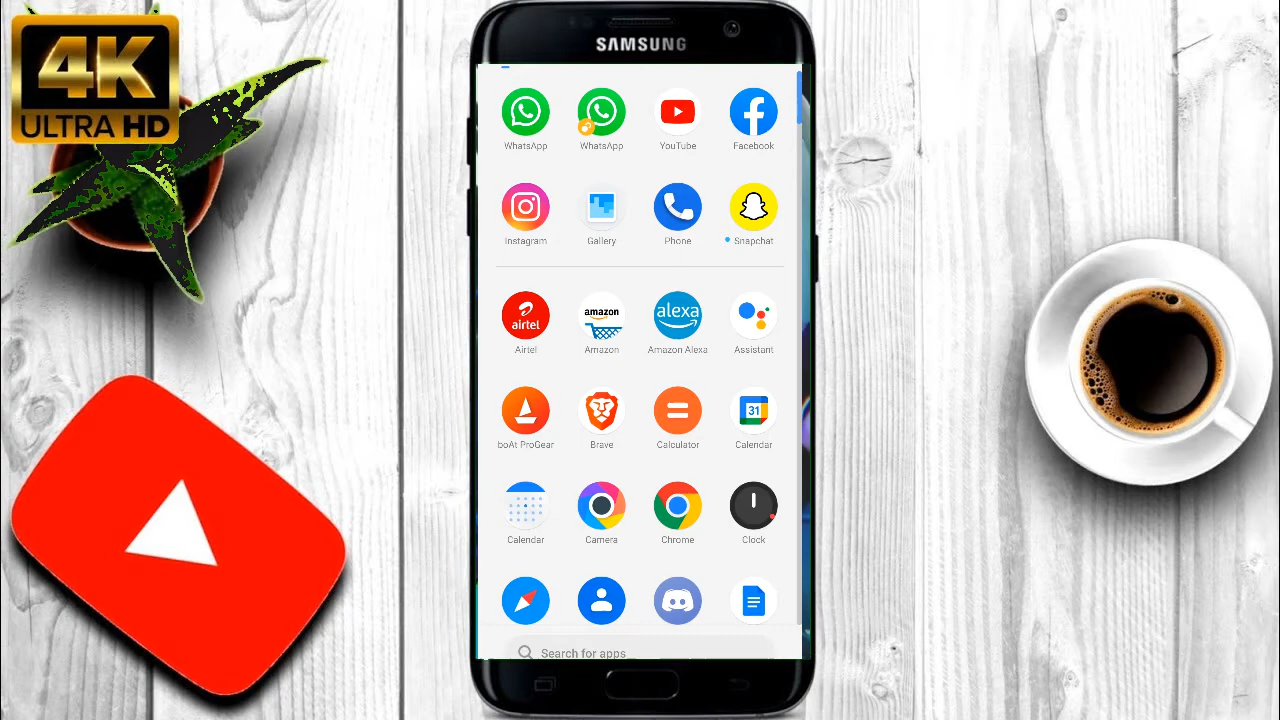 4K
ULTRA HD
SAMSUNG
WhatsApp
WhatsApp
YouTube
Facebook
Instagram
Gallery
Phone
Snapchat
airtel
amazon
alexa
Airtel
Amazon
Amazon Alexa
Assistant
31
boAt ProGear
Brave
Calculator
Calendar
Calendar
Camera
Chrome
Clock
Search for apps